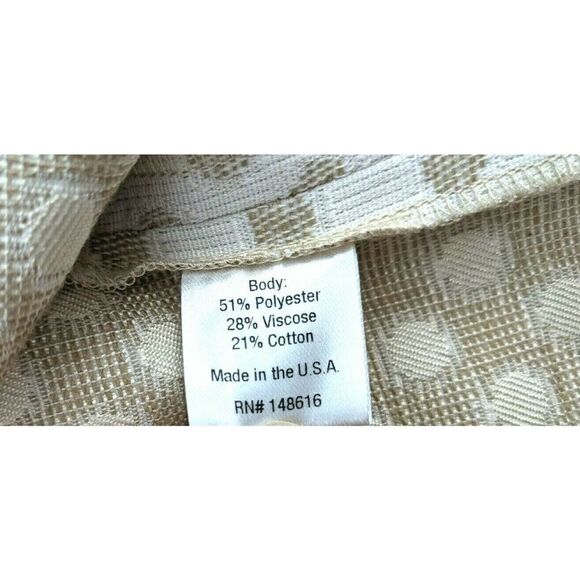 Body:
51% Polyester
28% Viscose
21% Cotton
Made in the U.S.A.
RN# 148616